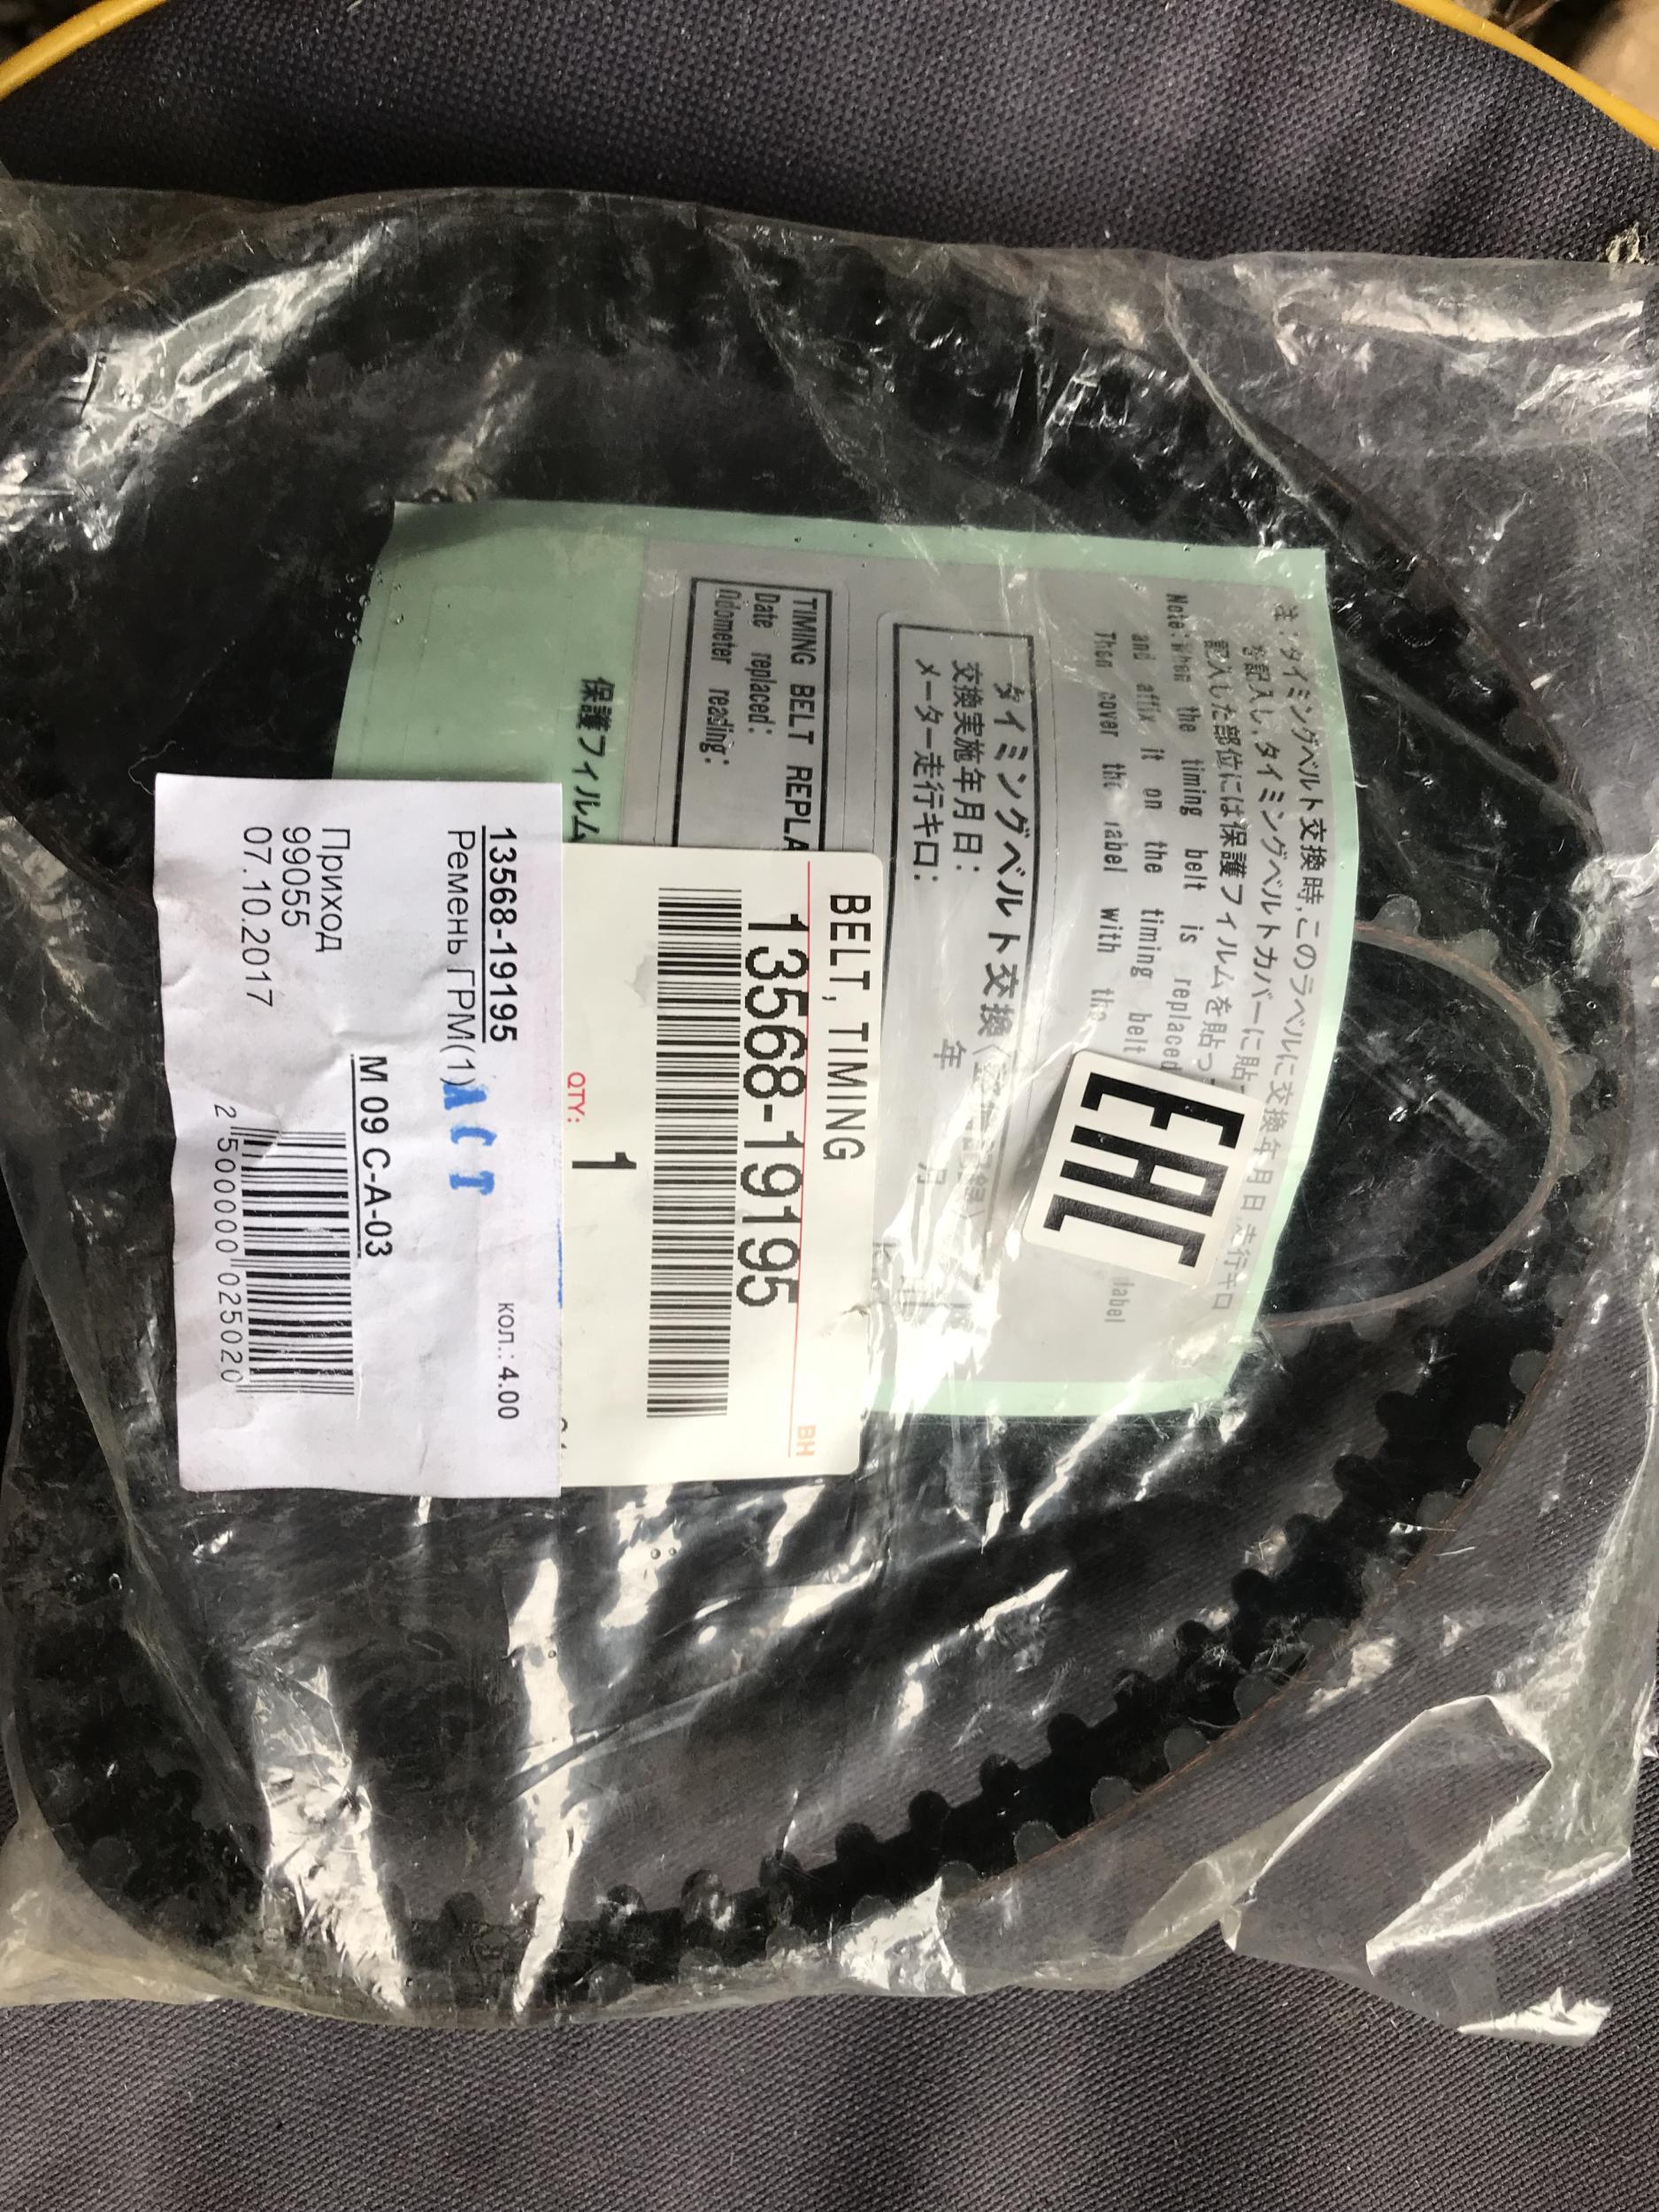 注:タイミングベルト交換時,このラベルに交換年月日,走行キロ
を記入し,タイミングベルトカバーに貼っ
記入した部位には保護フィルムを貼っ
Note:When the timing belt is replaced
and affix it on the timing belt
Then cover the label with the label
EAC
タイミングベルト交換
交換実施年月日: 年 月
メーター走行キロ:
TIMING BELT REPLA
Date replaced:
Odometer reading:
保護フィルム
BELT, TIMING
13568-19195
BH
QTY:
1
13568-19195
кол.: 4.00
Ремень ГРМ(1)
АСТ
М 09 С-А-03
Приход
99055
07.10.2017
2 500000 025020